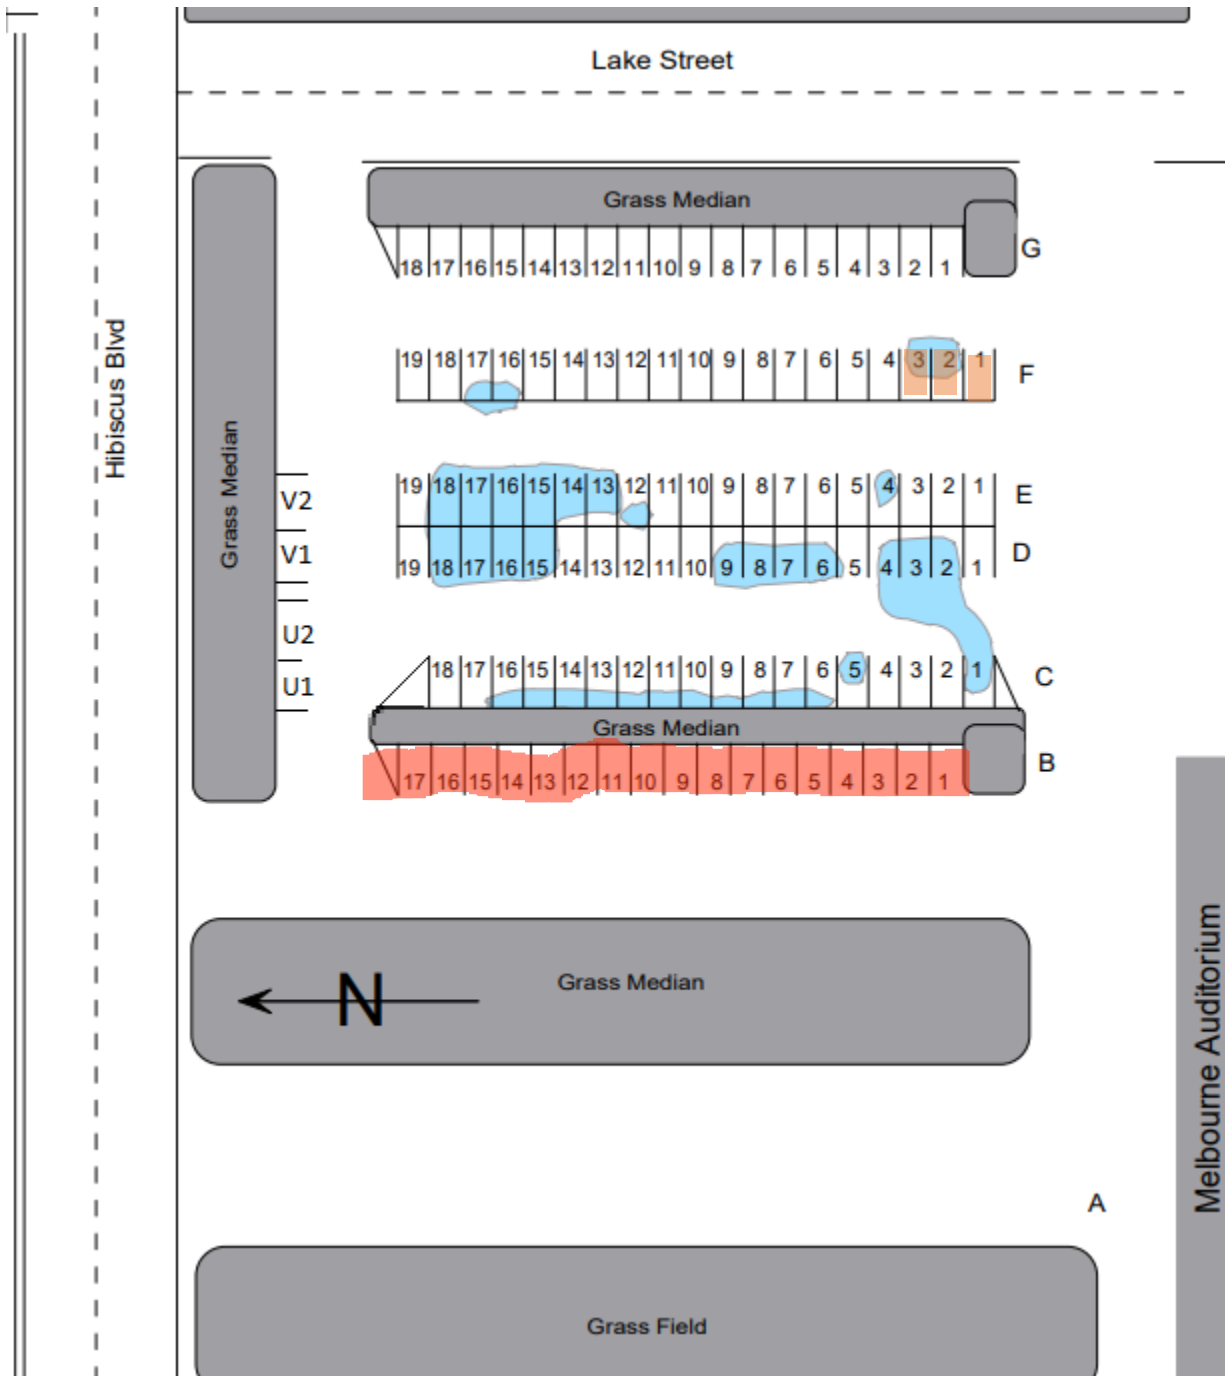 Lake Street
Grass Median
18 17 16 15 14 13 12 11 10 9 8 7 6 5 4 3 2 1
G
Hibiscus Blvd
Grass Median
19 18 17 16 15 14 13 12 11 10 9 8 7 6 5 4 3 2 1
F
19 18 17 16 15 14 13 12 11 10 9 8 7 6 5 4 3 2 1
E
V2
V1
19 18 17 16 15 14 13 12 11 10 9 8 7 6 5 4 3 2 1
D
U2
U1
18 17 16 15 14 13 12 11 10 9 8 7 6 5 4 3 2 1
C
Grass Median
17 16 15 14 13 12 11 10 9 8 7 6 5 4 3 2 1
B
Grass Median
N
Melbourne Auditorium
A
Grass Field